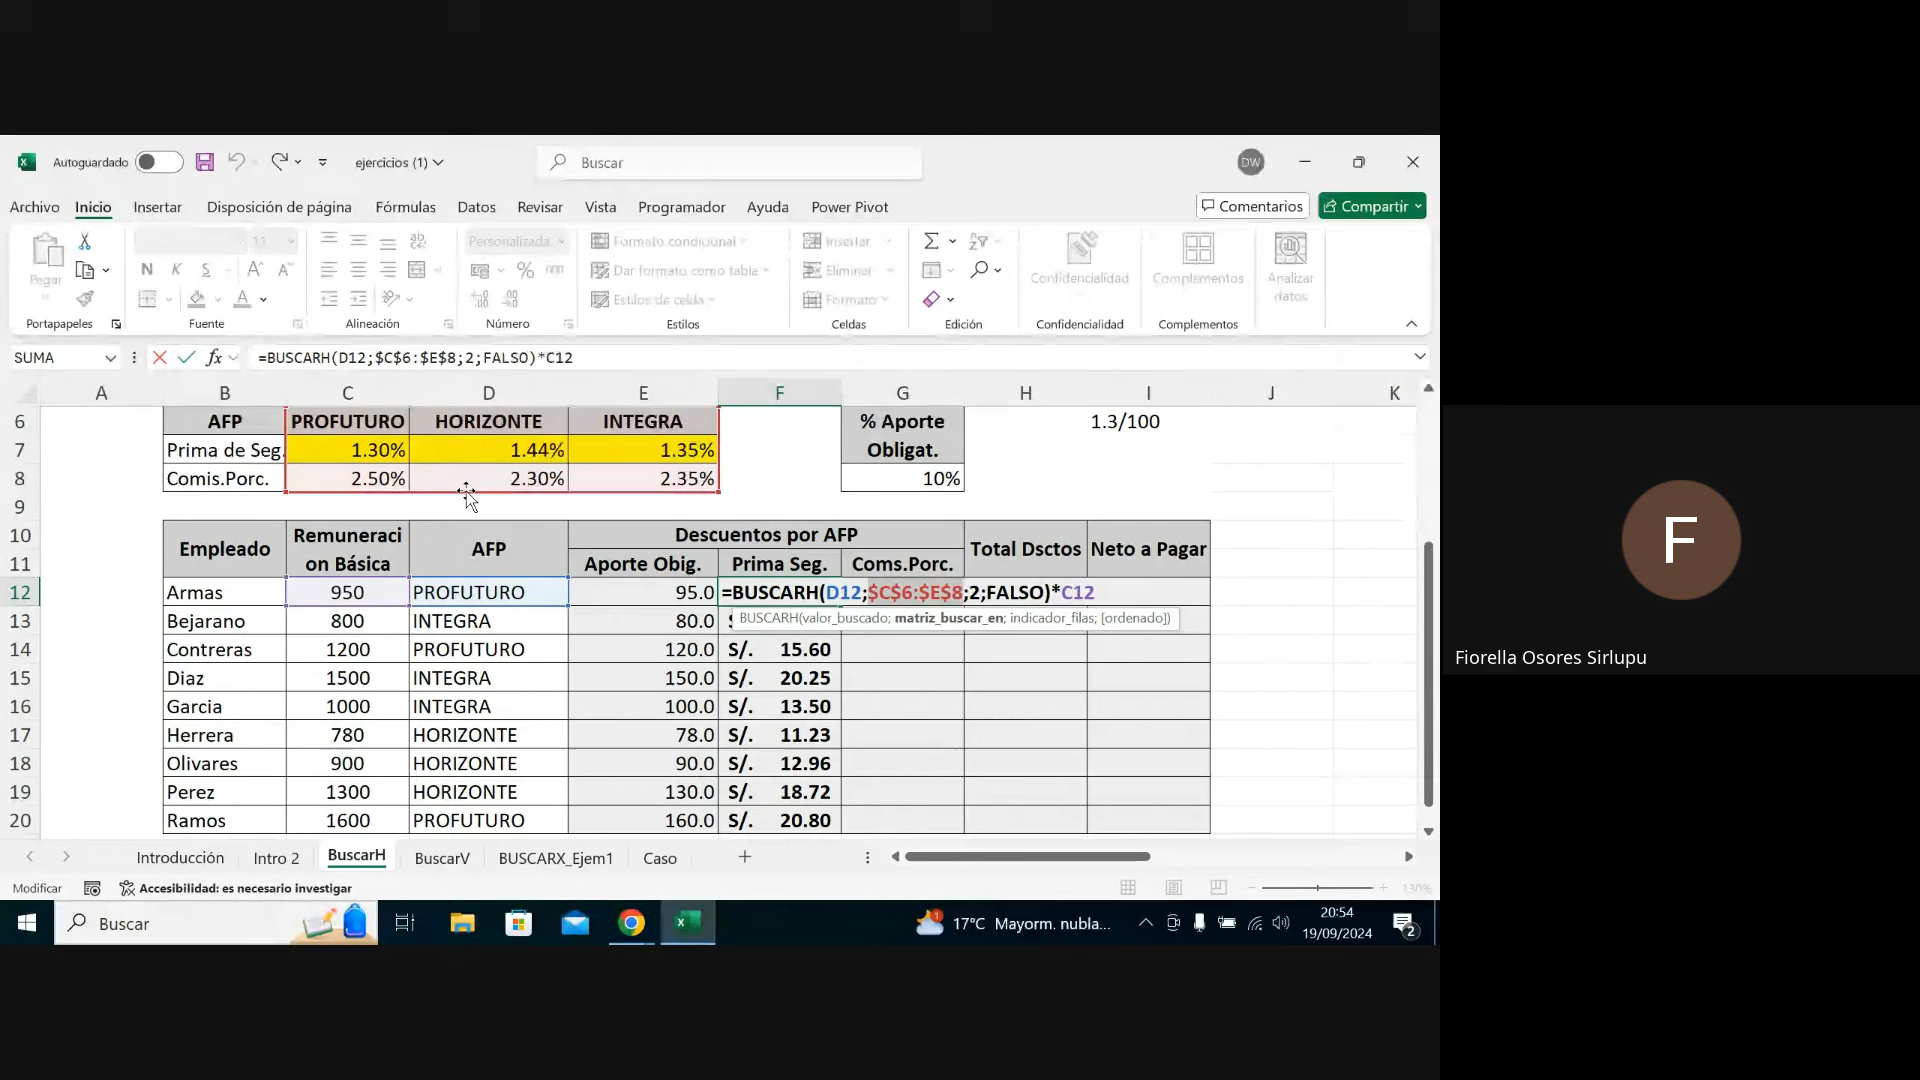 Autoguardado
ejercicios (1)
Buscar
DW
Archivo Inicio Insertar Disposición de página Fórmulas Datos Revisar Vista Programador Ayuda Power Pivot
Comentarios
Compartir
Pegar
11
N K S
Personalizada
Formato condicional
Dar formato como tabla
Estilos de celda
Insertar
Eliminar
Formato
Confidencialidad
Complementos
Analizar datos
Portapapeles Fuente Alineación Número Estilos Celdas Edición Confidencialidad Complementos
SUMA
fx
=BUSCARH(D12;$C$6:$E$8;2;FALSO)*C12
A B C D E F G H I J K
6 AFP PROFUTURO HORIZONTE INTEGRA % Aporte 1.3/100
7 Prima de Seg. 1.30% 1.44% 1.35% Obligat.
8 Comis.Porc. 2.50% 2.30% 2.35% 10%
9
10 Empleado Remuneraci AFP Descuentos por AFP Total Dsctos Neto a Pagar
11 on Básica Aporte Obig. Prima Seg. Coms.Porc.
12 Armas 950 PROFUTURO 95.0 =BUSCARH(D12;$C$6:$E$8;2;FALSO)*C12
13 Bejarano 800 INTEGRA 80.0
BUSCARH(valor_buscado; matriz_buscar_en; indicador_filas; [ordenado])
14 Contreras 1200 PROFUTURO 120.0 S/. 15.60
15 Diaz 1500 INTEGRA 150.0 S/. 20.25
16 Garcia 1000 INTEGRA 100.0 S/. 13.50
17 Herrera 780 HORIZONTE 78.0 S/. 11.23
18 Olivares 900 HORIZONTE 90.0 S/. 12.96
19 Perez 1300 HORIZONTE 130.0 S/. 18.72
20 Ramos 1600 PROFUTURO 160.0 S/. 20.80
Introducción Intro 2 BuscarH BuscarV BUSCARX_Ejem1 Caso
Modificar
Accesibilidad: es necesario investigar
130%
Buscar
17°C Mayorm. nubla...
20:54
19/09/2024
2
F
Fiorella Osores Sirlupu